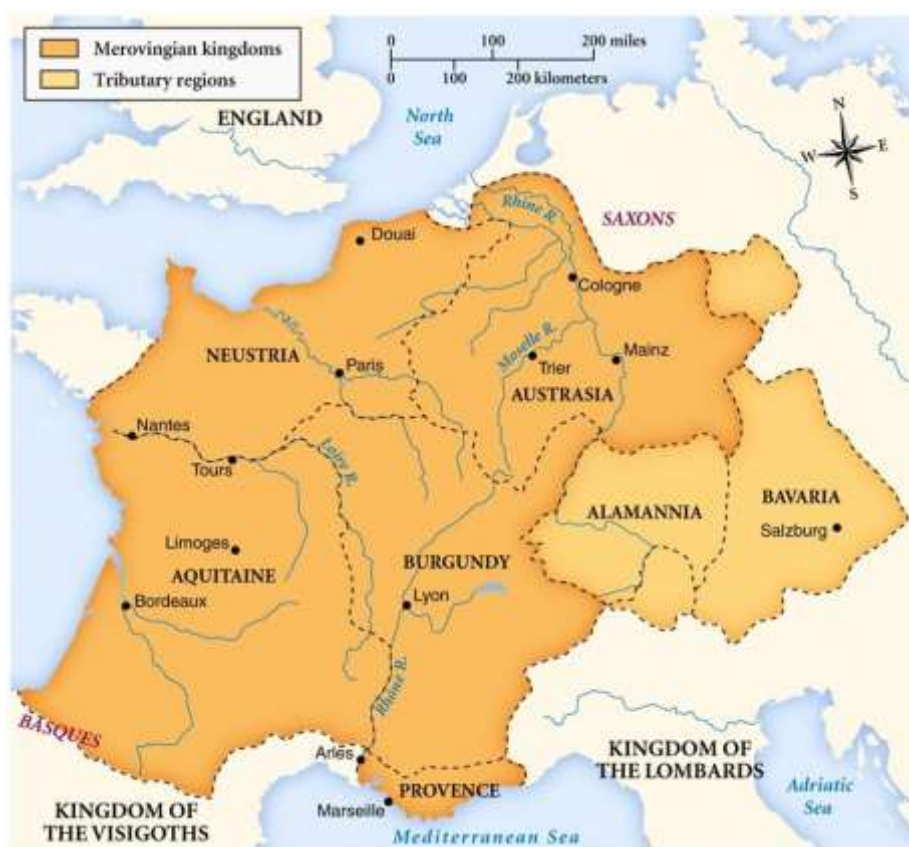 Merovingian kingdoms
Tributary regions
0 100 200 miles
0 100 200 kilometers
N
W E
S
ENGLAND
North
Sea
Rhine R.
SAXONS
Douai
Cologne
NEUSTRIA
Paris
Moselle R.
Trier
Mainz
AUSTRASIA
Nantes
Tours
Loire R.
ALAMANNIA
BAVARIA
Salzburg
Limoges
AQUITAINE
BURGUNDY
Bordeaux
Lyon
Rhône R.
BASQUES
Arles
PROVENCE
Marseille
KINGDOM OF
THE VISIGOTHS
KINGDOM OF
THE LOMBARDS
Adriatic
Sea
Mediterranean Sea